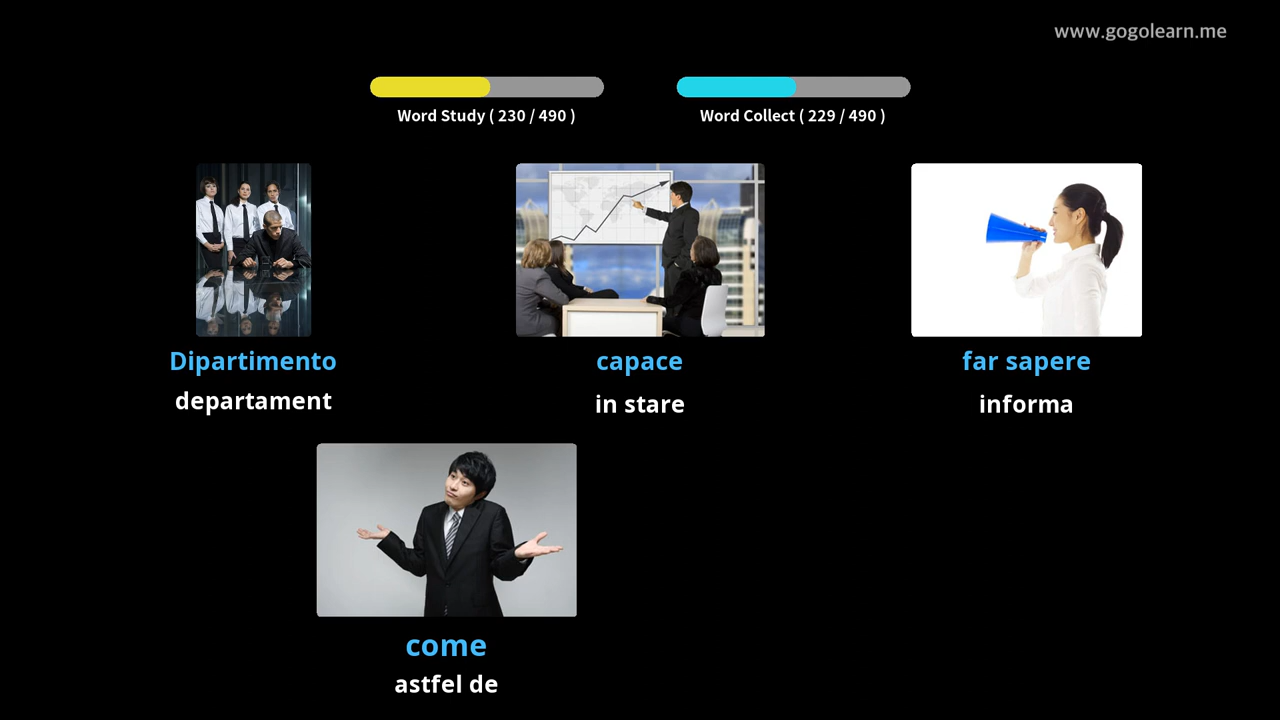 www.gogolearn.me
Word Study ( 230 / 490 )
Word Collect ( 229 / 490 )
Dipartimento
departament
capace
in stare
far sapere
informa
come
astfel de